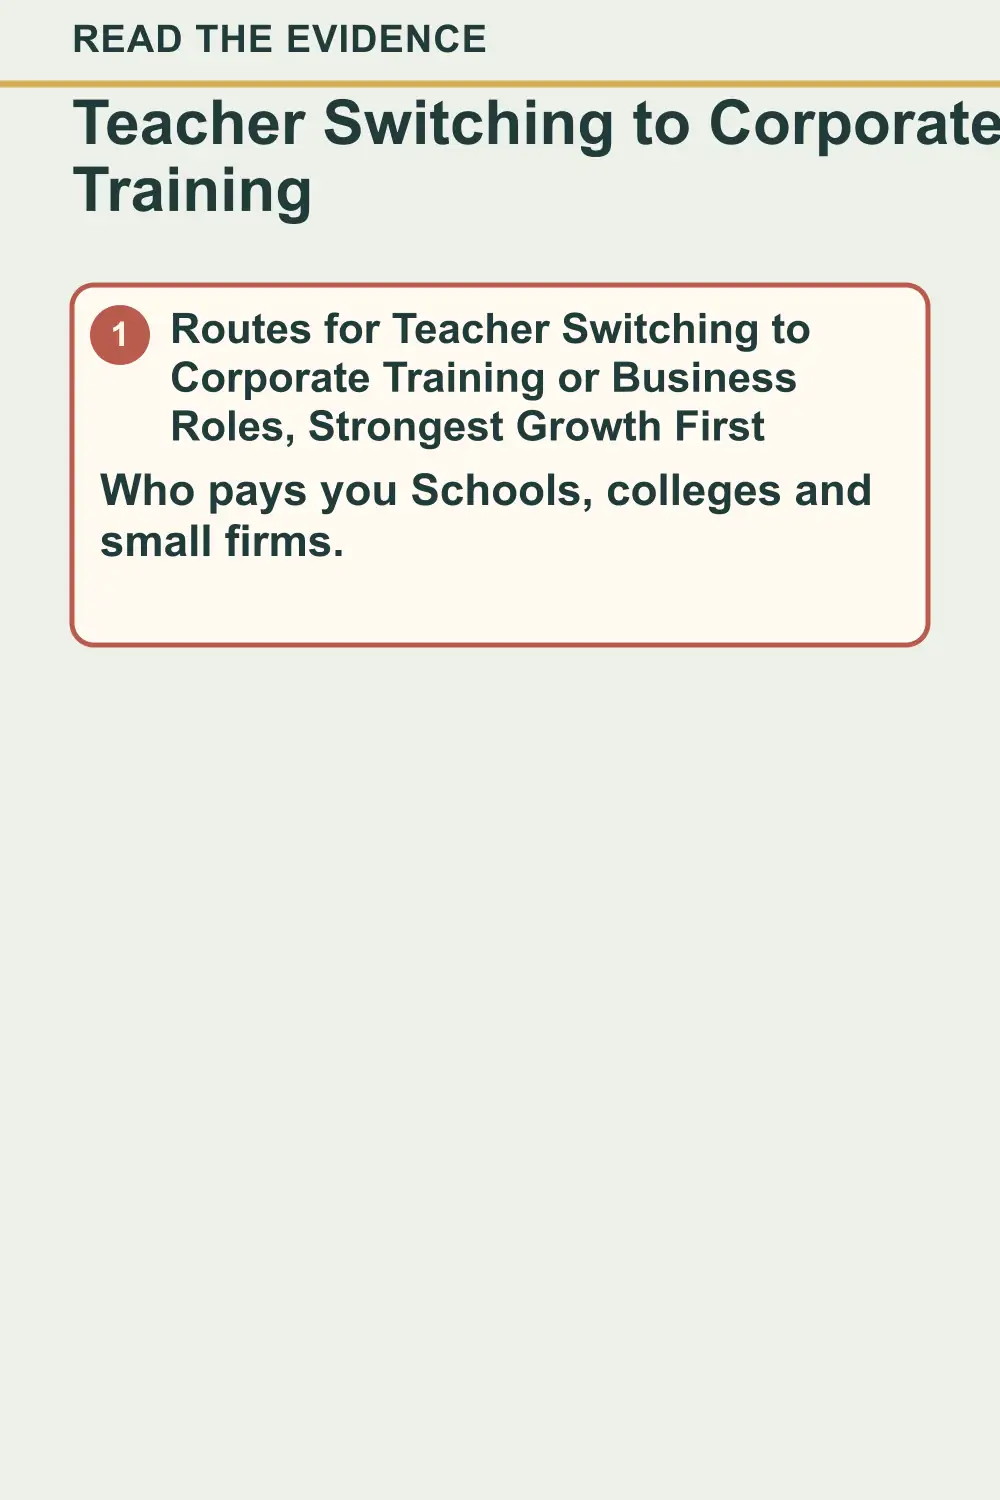 READ THE EVIDENCE
Teacher Switching to Corporate
Training
1
Routes for Teacher Switching to
Corporate Training or Business
Roles, Strongest Growth First
Who pays you Schools, colleges and
small firms.